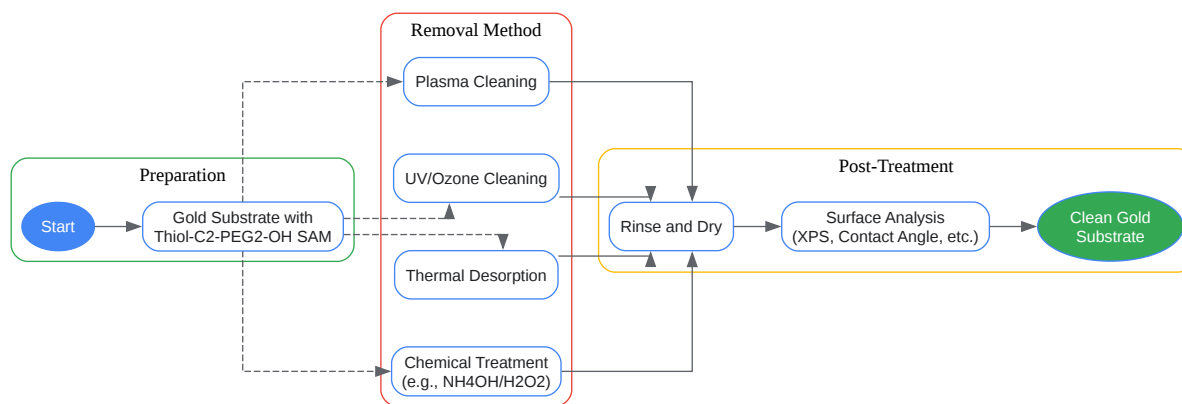 Removal Method
Plasma Cleaning
Preparation
Post-Treatment
UV/Ozone Cleaning
Start
Gold Substrate with
Thiol-C2-PEG2-OH SAM
Rinse and Dry
Surface Analysis
(XPS, Contact Angle, etc.)
Clean Gold
Substrate
Thermal Desorption
Chemical Treatment
(e.g., NH4OH/H2O2)